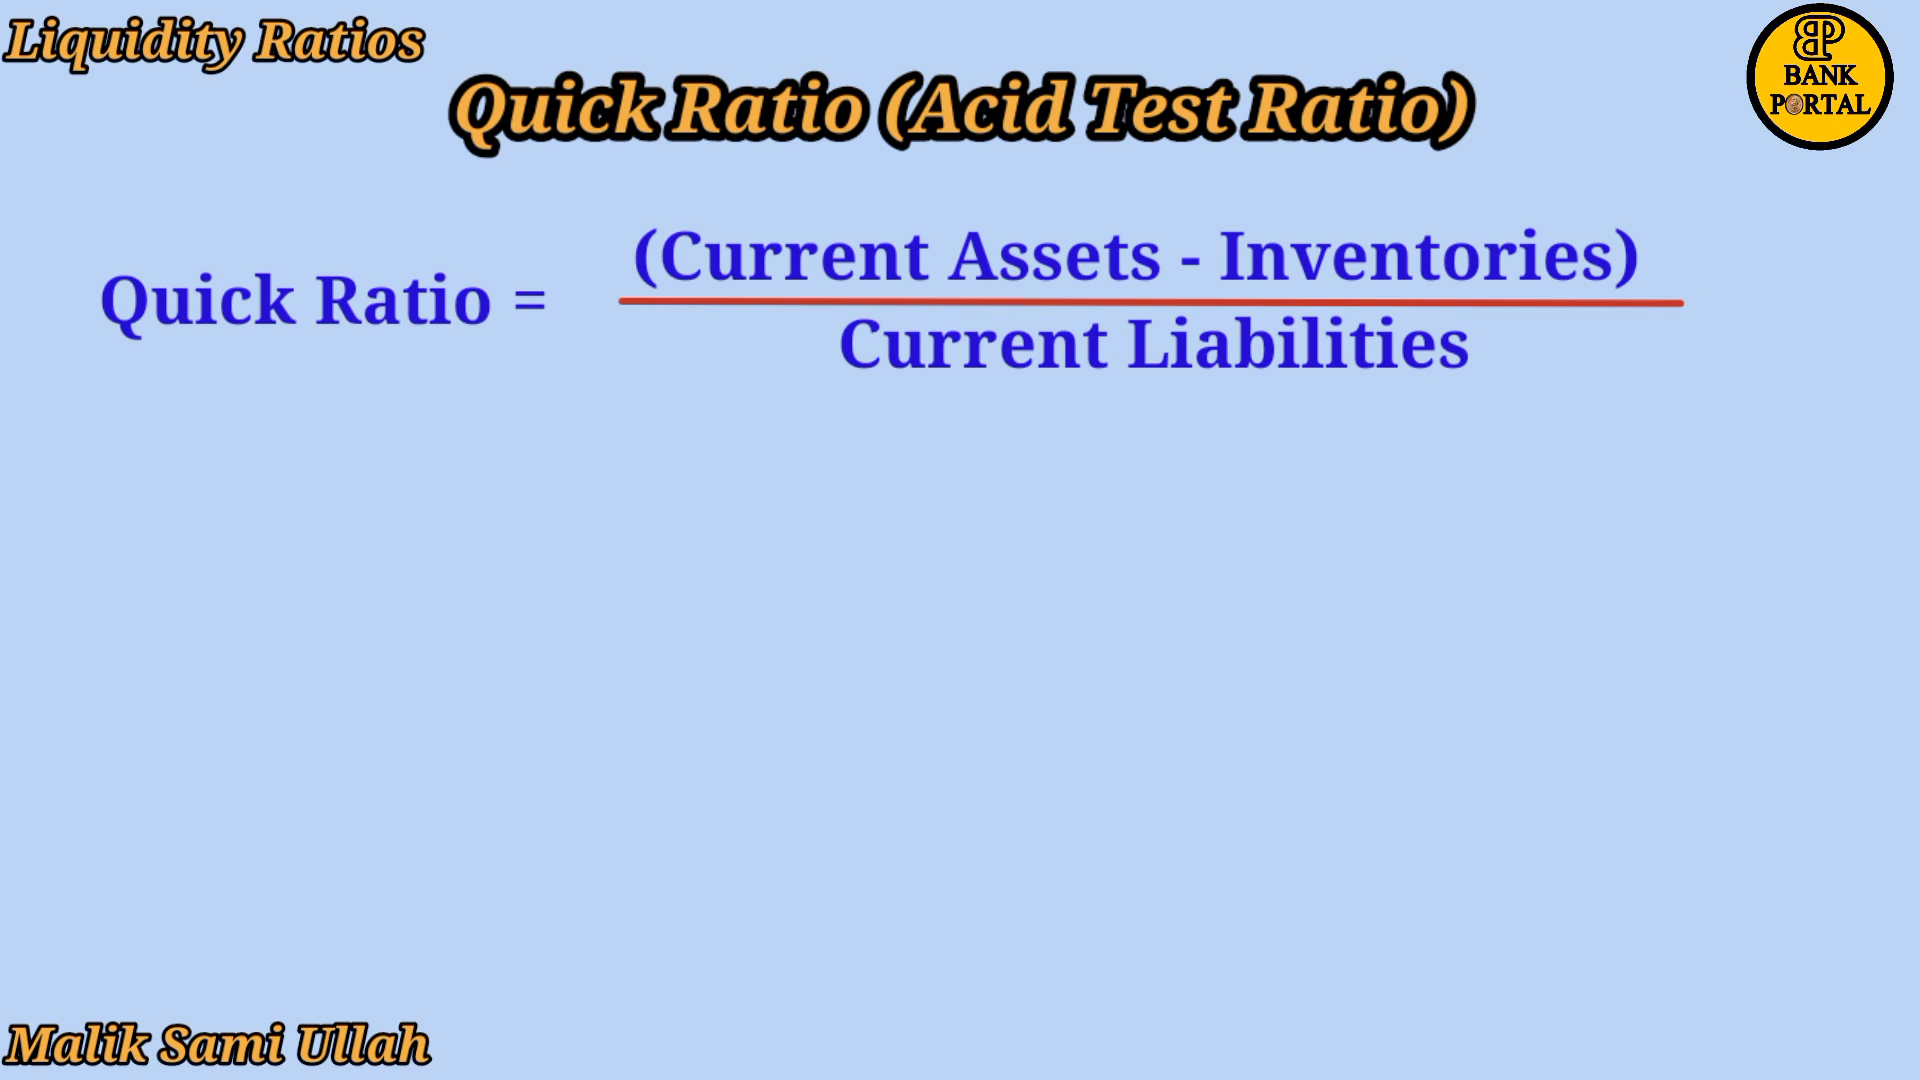 Liquidity Ratios
BP
BANK
PORTAL
Quick Ratio (Acid Test Ratio)
Quick Ratio =
(Current Assets - Inventories)
Current Liabilities
Malik Sami Ullah